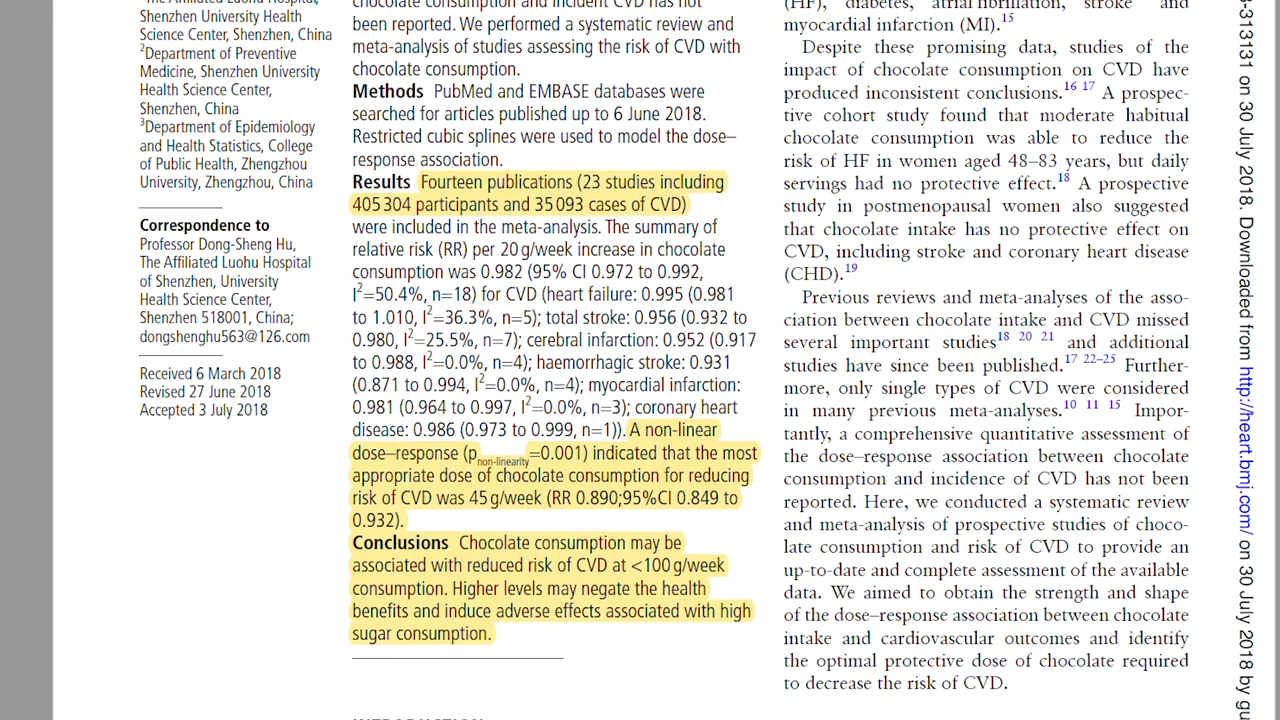 The Affiliated Luohu Hospital,
Shenzhen University Health
Science Center, Shenzhen, China
2Department of Preventive
Medicine, Shenzhen University
Health Science Center,
Shenzhen, China
3Department of Epidemiology
and Health Statistics, College
of Public Health, Zhengzhou
University, Zhengzhou, China
Correspondence to
Professor Dong-Sheng Hu,
The Affiliated Luohu Hospital
of Shenzhen, University
Health Science Center,
Shenzhen 518001, China;
dongshenghu563@126.com
Received 6 March 2018
Revised 27 June 2018
Accepted 3 July 2018
chocolate consumption and incident CVD has not
been reported. We performed a systematic review and
meta-analysis of studies assessing the risk of CVD with
chocolate consumption.
Methods PubMed and EMBASE databases were
searched for articles published up to 6 June 2018.
Restricted cubic splines were used to model the dose–
response association.
Results Fourteen publications (23 studies including
405 304 participants and 35 093 cases of CVD)
were included in the meta-analysis. The summary of
relative risk (RR) per 20 g/week increase in chocolate
consumption was 0.982 (95% CI 0.972 to 0.992,
I2=50.4%, n=18) for CVD (heart failure: 0.995 (0.981
to 1.010, I2=36.3%, n=5); total stroke: 0.956 (0.932 to
0.980, I2=25.5%, n=7); cerebral infarction: 0.952 (0.917
to 0.988, I2=0.0%, n=4); haemorrhagic stroke: 0.931
(0.871 to 0.994, I2=0.0%, n=4); myocardial infarction:
0.981 (0.964 to 0.997, I2=0.0%, n=3); coronary heart
disease: 0.986 (0.973 to 0.999, n=1)). A non-linear
dose–response (pnon-linearity=0.001) indicated that the most
appropriate dose of chocolate consumption for reducing
risk of CVD was 45 g/week (RR 0.890;95%CI 0.849 to
0.932).
Conclusions Chocolate consumption may be
associated with reduced risk of CVD at <100 g/week
consumption. Higher levels may negate the health
benefits and induce adverse effects associated with high
sugar consumption.
(HF), diabetes, atrial fibrillation, stroke and
myocardial infarction (MI).15
Despite these promising data, studies of the
impact of chocolate consumption on CVD have
produced inconsistent conclusions.16 17 A prospec-
tive cohort study found that moderate habitual
chocolate consumption was able to reduce the
risk of HF in women aged 48–83 years, but daily
servings had no protective effect.18 A prospective
study in postmenopausal women also suggested
that chocolate intake has no protective effect on
CVD, including stroke and coronary heart disease
(CHD).19
Previous reviews and meta-analyses of the asso-
ciation between chocolate intake and CVD missed
several important studies18 20 21 and additional
studies have since been published.17 22–25 Further-
more, only single types of CVD were considered
in many previous meta-analyses.10 11 15 Impor-
tantly, a comprehensive quantitative assessment of
the dose–response association between chocolate
consumption and incidence of CVD has not been
reported. Here, we conducted a systematic review
and meta-analysis of prospective studies of choco-
late consumption and risk of CVD to provide an
up-to-date and complete assessment of the available
data. We aimed to obtain the strength and shape
of the dose–response association between chocolate
intake and cardiovascular outcomes and identify
the optimal protective dose of chocolate required
to decrease the risk of CVD.
-313131 on 30 July 2018. Downloaded from http://heart.bmj.com/ on 30 July 2018 by gu